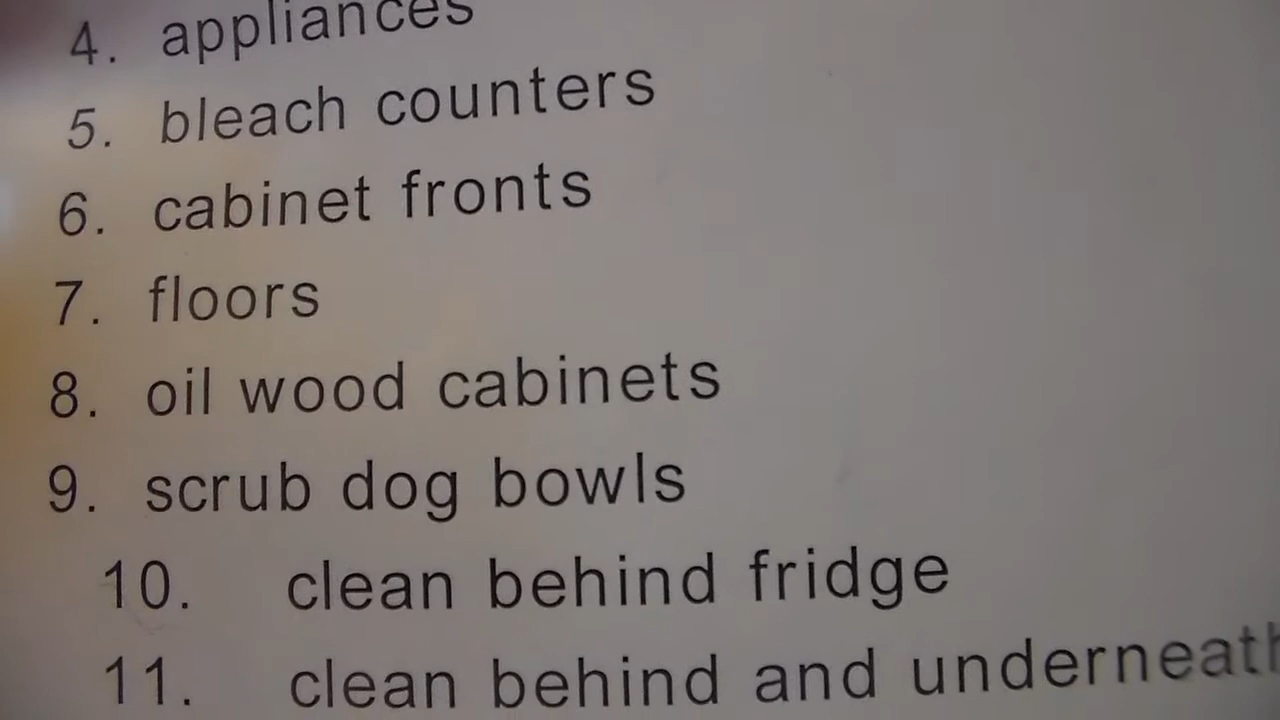 4. appliances
5. bleach counters
6. cabinet fronts
7. floors
8. oil wood cabinets
9. scrub dog bowls
10. clean behind fridge
11. clean behind and underneath